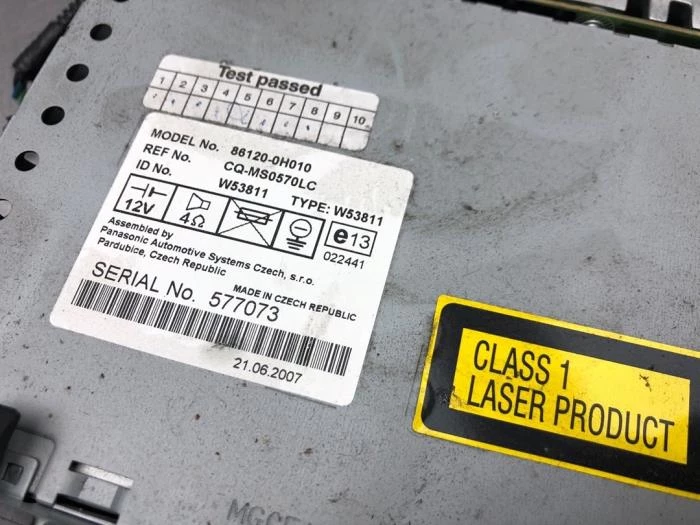 Test passed
1 2 3 4 5 6 7 8 9 10
MODEL No. 86120-0H010
REF No. CQ-MS0570LC
ID No. W53811 TYPE: W53811
12V 4Ω e13
022441
Assembled by
Panasonic Automotive Systems Czech, s.r.o.
Pardubice, Czech Republic
MADE IN CZECH REPUBLIC
SERIAL No. 577073
21.06.2007
CLASS 1
LASER PRODUCT